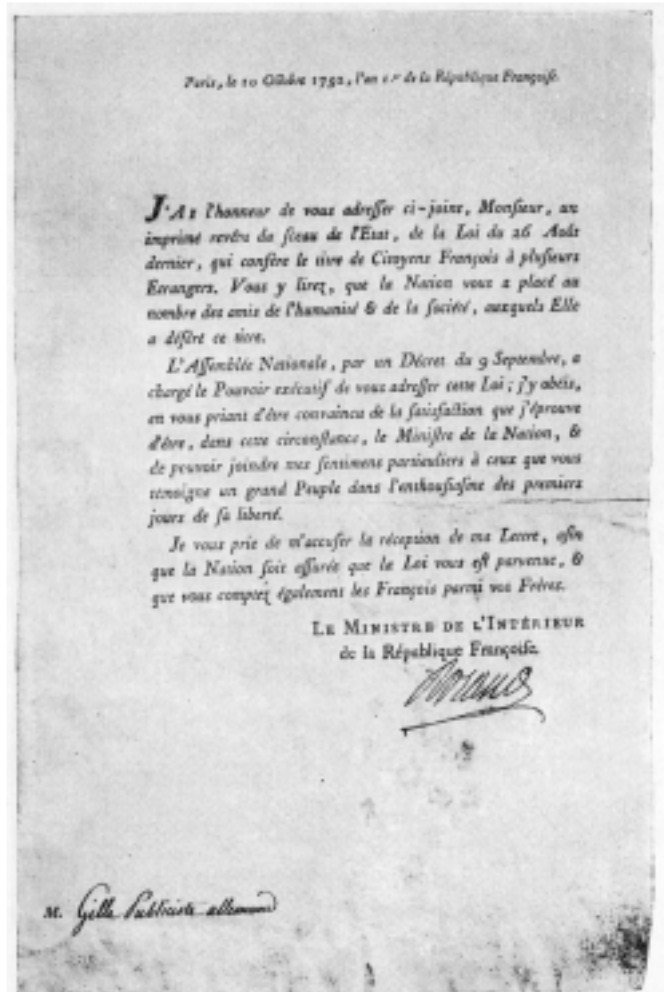 Paris, le 10 Octobre 1792, l'an 1.er de la République Françoise.
J'AI l'honneur de vous adresser ci-joint, Monsieur, un
imprimé revêtu du sceau de l'Etat, de la Loi du 26 Août
dernier, qui confère le titre de Citoyens François à plusieurs
Etrangers. Vous y lirez, que la Nation vous a placé au
nombre des amis de l'humanité & de la société, auxquels Elle
a déféré ce titre.
L'Assemblée Nationale, par un Décret du 9 Septembre, a
chargé le Pouvoir exécutif de vous adresser cette Loi ; j'y obéis,
en vous priant d'être convaincu de la satisfaction que j'éprouve
d'être, dans cette circonstance, le Ministre de la Nation, &
de pouvoir joindre mes sentimens particuliers à ceux que vous
témoigne un grand Peuple dans l'enthousiasme des premiers
jours de sa liberté.
Je vous prie de m'accuser la réception de ma Lettre, afin
que la Nation soit assurée que la Loi vous est parvenue, &
que vous comptez également les François parmi vos Frères.
LE MINISTRE DE L'INTÉRIEUR
de la République Françoise.
Roland
M. Gille Publiciste allemand